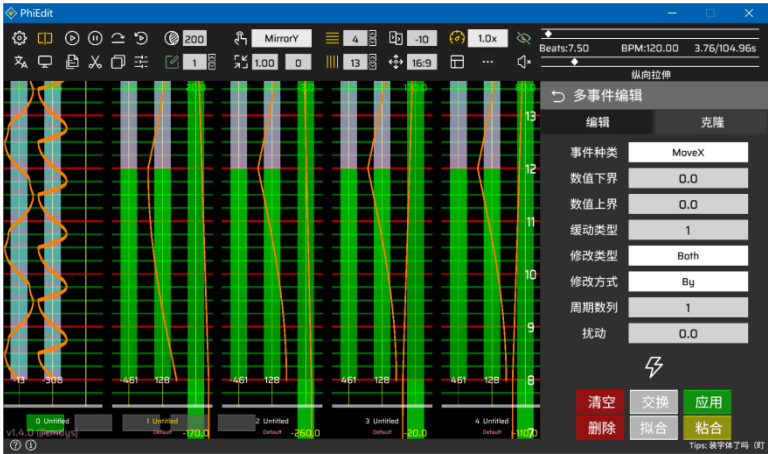 PhiEdit
200 MirrorY 4 -10 1.0x
Beats:7.50 BPM:120.00 3.76/104.96s
1 1.00 0 13 16:9 ...
纵向拉伸
多事件编辑
编辑 克隆
事件种类 MoveX
数值下界 0.0
数值上界 0.0
缓动类型 1
修改类型 Both
修改方式 By
周期数列 1
扰动 0.0
清空 交换 应用
删除 拟合 粘合
13
12
11
10
9
-13 -308 -461 128 -461 128 -461 128 -461 128 8
0 Untitled 1 Untitled 2 Untitled 3 Untitled 4 Untitled
Default -170.0 Default -260.0 Default -20.0 Default
v1.4.0
Tips: 装字体了吗（盯